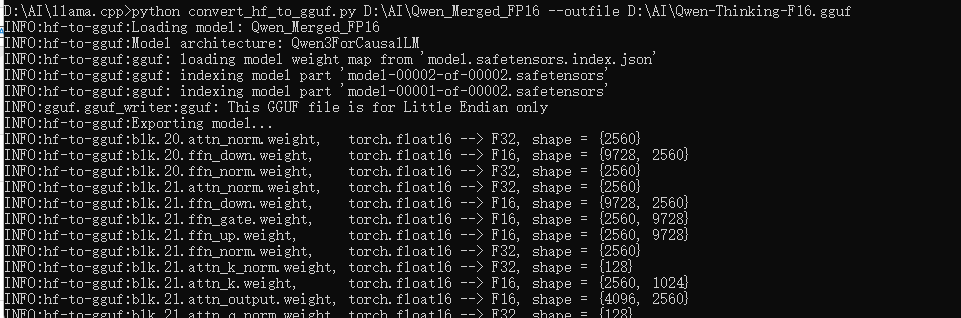 D:\AI\llama.cpp>python convert_hf_to_gguf.py D:\AI\Qwen_Merged_FP16 --outfile D:\AI\Qwen-Thinking-F16.gguf
INFO:hf-to-gguf:Loading model: Qwen_Merged_FP16
INFO:hf-to-gguf:Model architecture: Qwen3ForCausalLM
INFO:hf-to-gguf:gguf: loading model weight map from 'model.safetensors.index.json'
INFO:hf-to-gguf:gguf: indexing model part 'model-00002-of-00002.safetensors'
INFO:hf-to-gguf:gguf: indexing model part 'model-00001-of-00002.safetensors'
INFO:gguf.gguf_writer:gguf: This GGUF file is for Little Endian only
INFO:hf-to-gguf:Exporting model...
INFO:hf-to-gguf:blk.20.attn_norm.weight,    torch.float16 --> F32, shape = {2560}
INFO:hf-to-gguf:blk.20.ffn_down.weight,     torch.float16 --> F16, shape = {9728, 2560}
INFO:hf-to-gguf:blk.20.ffn_norm.weight,     torch.float16 --> F32, shape = {2560}
INFO:hf-to-gguf:blk.21.attn_norm.weight,    torch.float16 --> F32, shape = {2560}
INFO:hf-to-gguf:blk.21.ffn_down.weight,     torch.float16 --> F16, shape = {9728, 2560}
INFO:hf-to-gguf:blk.21.ffn_gate.weight,     torch.float16 --> F16, shape = {2560, 9728}
INFO:hf-to-gguf:blk.21.ffn_up.weight,       torch.float16 --> F16, shape = {2560, 9728}
INFO:hf-to-gguf:blk.21.ffn_norm.weight,     torch.float16 --> F32, shape = {2560}
INFO:hf-to-gguf:blk.21.attn_k_norm.weight,  torch.float16 --> F32, shape = {128}
INFO:hf-to-gguf:blk.21.attn_k.weight,       torch.float16 --> F16, shape = {2560, 1024}
INFO:hf-to-gguf:blk.21.attn_output.weight,  torch.float16 --> F16, shape = {4096, 2560}
INFO:hf-to-gguf:blk.21.attn_q_norm.weight,  torch.float16 --> F32, shape = {128}